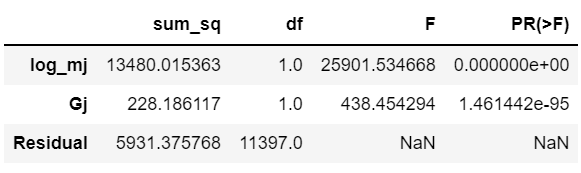 sum_sq df F PR(>F)
log_mj 13480.015363 1.0 25901.534668 0.000000e+00
Gj 228.186117 1.0 438.454294 1.461442e-95
Residual 5931.375768 11397.0 NaN NaN